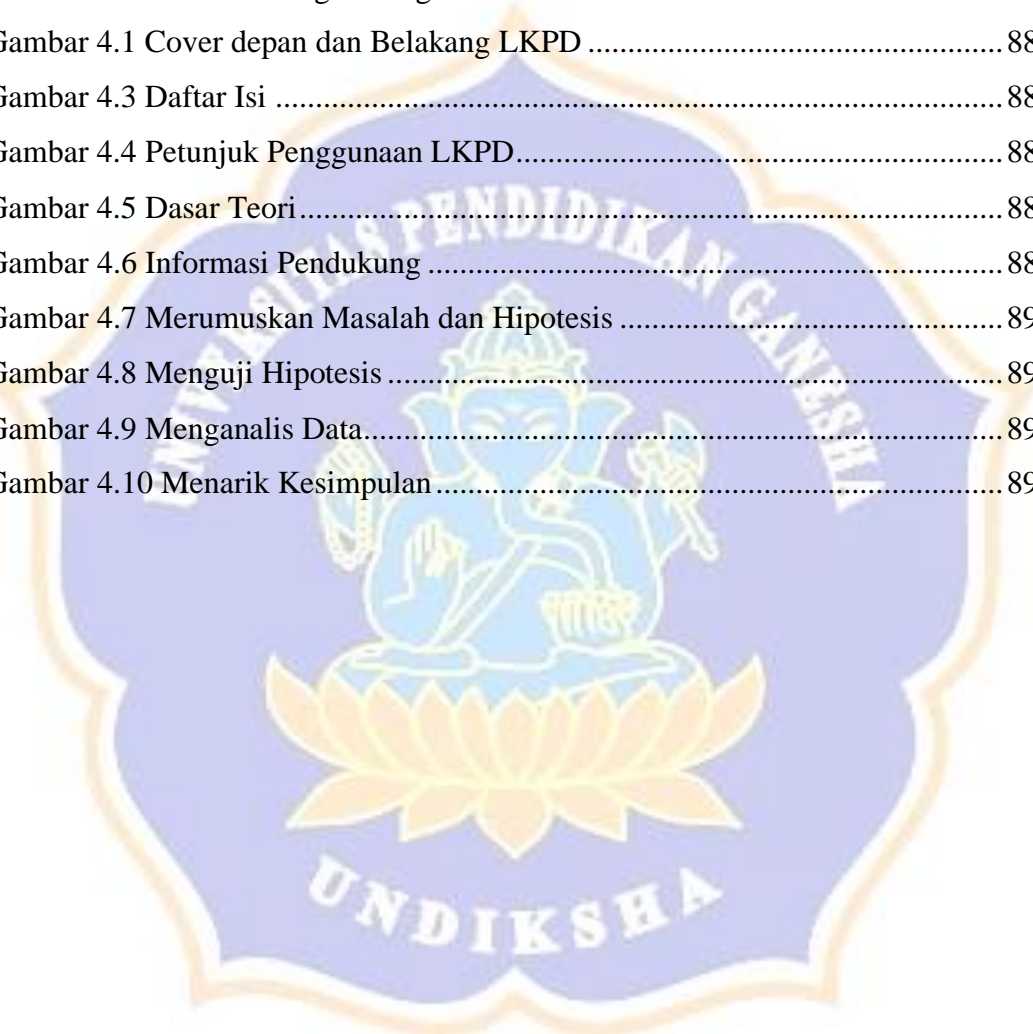 Gambar 4.1 Cover depan dan Belakang LKPD ........................................................................ 88
Gambar 4.3 Daftar Isi ........................................................................ 88
Gambar 4.4 Petunjuk Penggunaan LKPD ........................................................................ 88
Gambar 4.5 Dasar Teori ........................................................................ 88
Gambar 4.6 Informasi Pendukung ........................................................................ 88
Gambar 4.7 Merumuskan Masalah dan Hipotesis ........................................................................ 89
Gambar 4.8 Menguji Hipotesis ........................................................................ 89
Gambar 4.9 Menganalis Data ........................................................................ 89
Gambar 4.10 Menarik Kesimpulan ........................................................................ 89
UNIVERSITAS PENDIDIKAN GANESHA
UNDIKSHA